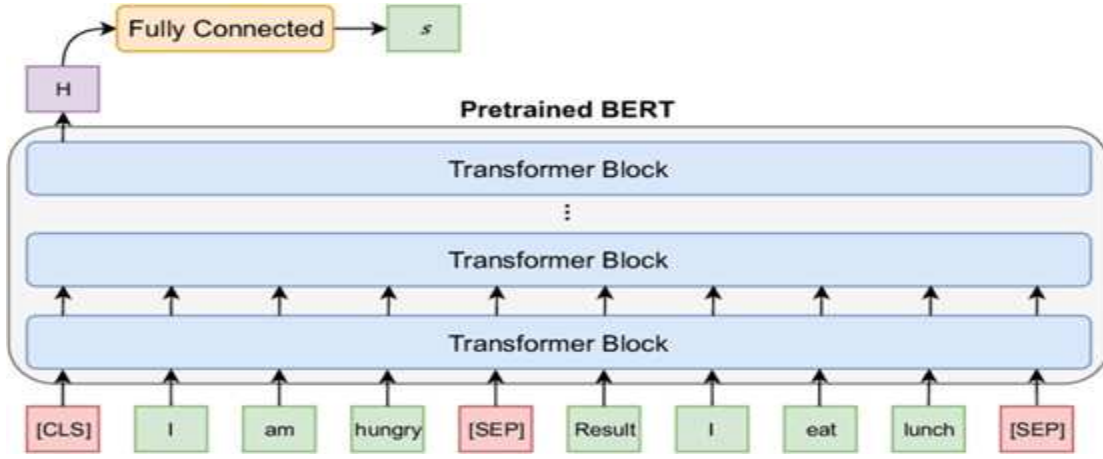 Fully Connected
s
H
Pretrained BERT
Transformer Block
⋮
Transformer Block
Transformer Block
[CLS] I am hungry [SEP] Result I eat lunch [SEP]